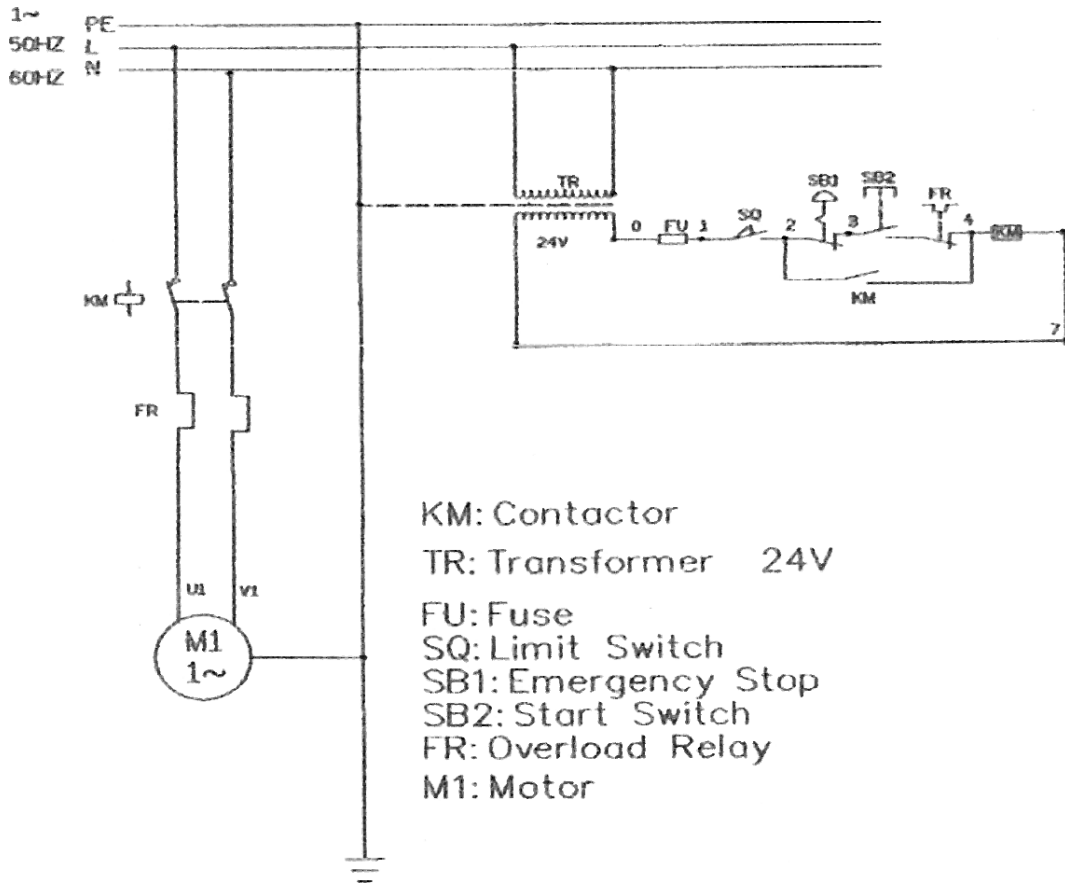 1~ PE
50HZ L
60HZ N
TR
24V
0 FU 1 SQ 2 SB1 3 SB2 FR 4 KM
KM
7
KM
FR
U1 V1
M1
1~
KM: Contactor
TR: Transformer 24V
FU: Fuse
SQ: Limit Switch
SB1: Emergency Stop
SB2: Start Switch
FR: Overload Relay
M1: Motor